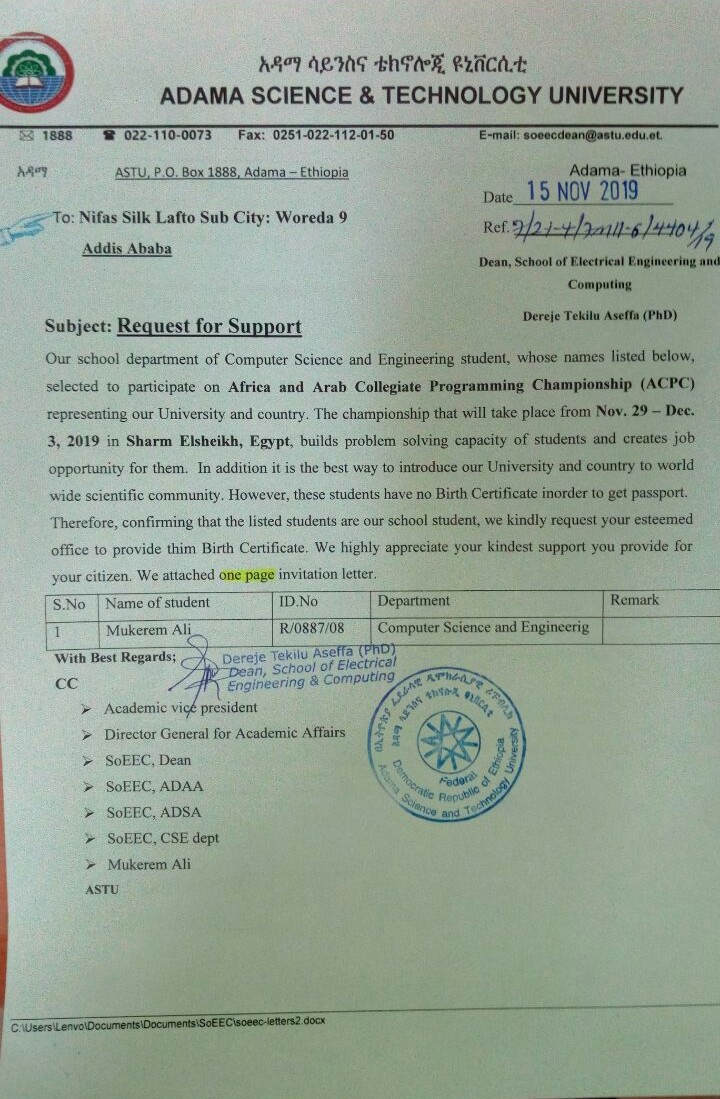 አዳማ ሳይንስና ቴክኖሎጂ ዩኒቨርሲቲ
ADAMA SCIENCE & TECHNOLOGY UNIVERSITY
1888 022-110-0073 Fax: 0251-022-112-01-50 E-mail: soeecdean@astu.edu.et.
አዳማ ASTU, P.O. Box 1888, Adama – Ethiopia
Adama- Ethiopia
Date 15 NOV 2019
Ref.
To: Nifas Silk Lafto Sub City: Woreda 9
Addis Ababa
Dean, School of Electrical Engineering and
Computing
Dereje Tekilu Aseffa (PhD)
Subject: Request for Support
Our school department of Computer Science and Engineering student, whose names listed below,
selected to participate on Africa and Arab Collegiate Programming Championship (ACPC)
representing our University and country. The championship that will take place from Nov. 29 – Dec.
3, 2019 in Sharm Elsheikh, Egypt, builds problem solving capacity of students and creates job
opportunity for them. In addition it is the best way to introduce our University and country to world
wide scientific community. However, these students have no Birth Certificate inorder to get passport.
Therefore, confirming that the listed students are our school student, we kindly request your esteemed
office to provide thim Birth Certificate. We highly appreciate your kindest support you provide for
your citizen. We attached one page invitation letter.
S.No Name of student ID.No Department Remark
1 Mukerem Ali R/0887/08 Computer Science and Engineerig
With Best Regards;
Dereje Tekilu Aseffa (PhD)
Dean, School of Electrical
Engineering & Computing
CC
➢ Academic vice president
➢ Director General for Academic Affairs
➢ SoEEC, Dean
➢ SoEEC, ADAA
➢ SoEEC, ADSA
➢ SoEEC, CSE dept
➢ Mukerem Ali
ASTU
Federal
Democratic Republic of Ethiopia
Adama Science and Technology University
C:\Users\Lenvo\Documents\Documents\SoEEC\soeec-letters2.docx